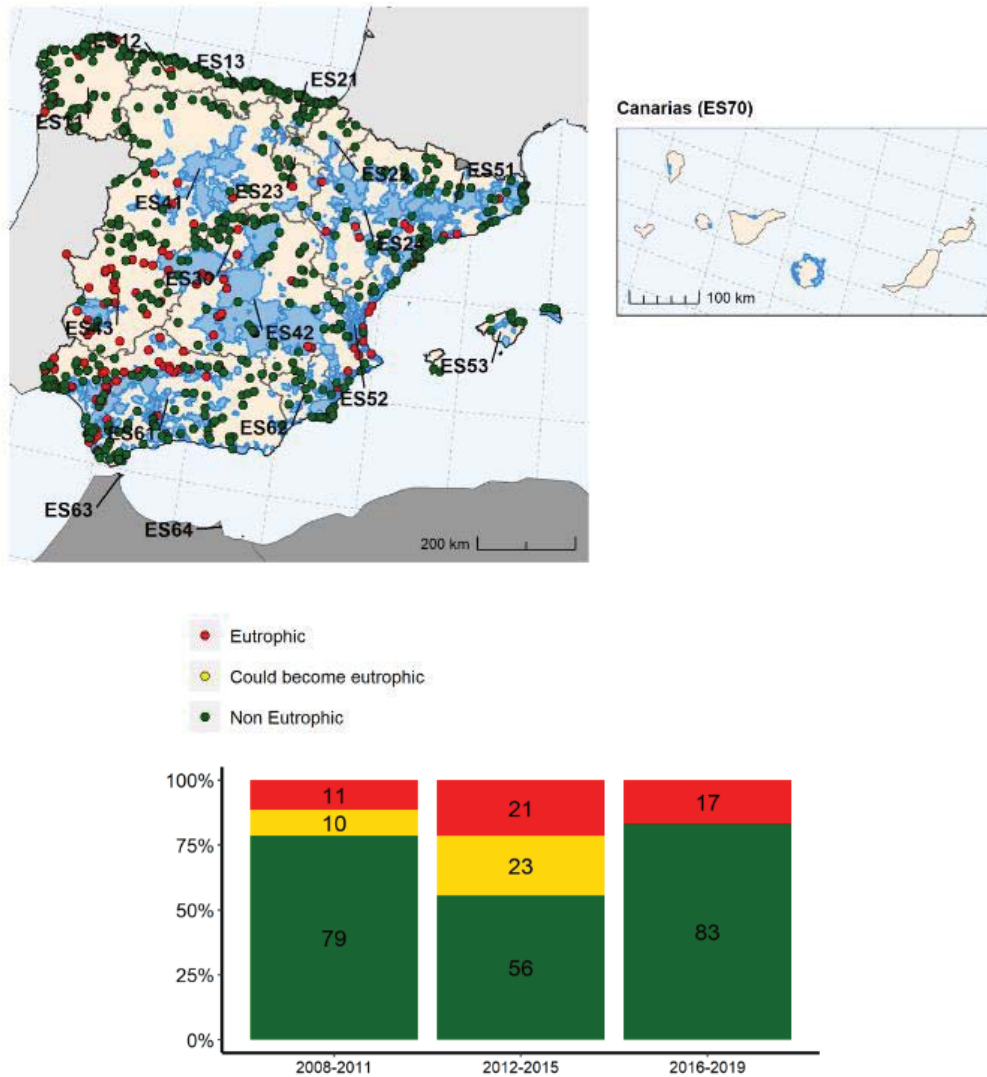 ES12
ES13
ES21
ES11
Canarias (ES70)
ES51
ES22
ES23
ES41
ES24
ES30
100 km
ES43
ES42
ES53
ES52
ES61
ES62
ES63
ES64
200 km
Eutrophic
Could become eutrophic
Non Eutrophic
100%
11
21
17
10
75%
23
50%
79
83
56
25%
0%
2008-2011
2012-2015
2016-2019